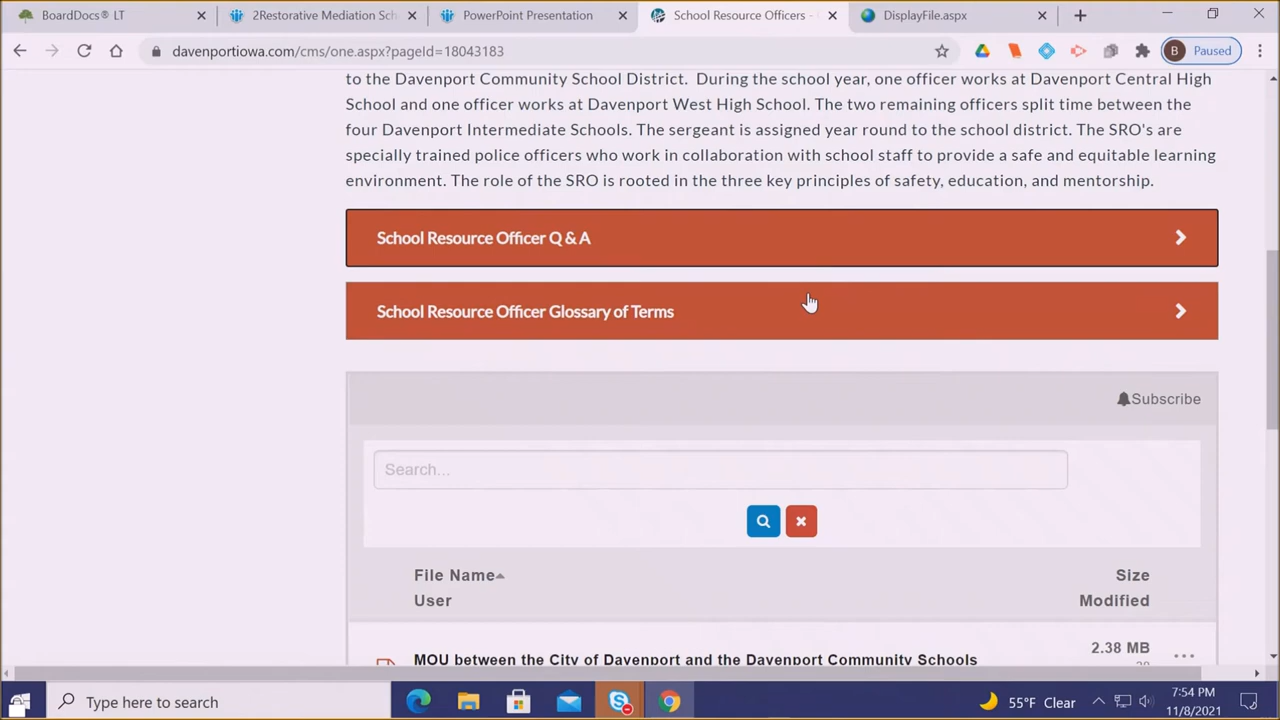 BoardDocs® LT
2Restorative Mediation Sch
PowerPoint Presentation
School Resource Officers -
DisplayFile.aspx
davenportiowa.com/cms/one.aspx?pageId=18043183
B Paused
to the Davenport Community School District. During the school year, one officer works at Davenport Central High
School and one officer works at Davenport West High School. The two remaining officers split time between the
four Davenport Intermediate Schools. The sergeant is assigned year round to the school district. The SRO's are
specially trained police officers who work in collaboration with school staff to provide a safe and equitable learning
environment. The role of the SRO is rooted in the three key principles of safety, education, and mentorship.
School Resource Officer Q & A
School Resource Officer Glossary of Terms
Subscribe
Search...
File Name
Size
User
Modified
2.38 MB
MOU between the City of Davenport and the Davenport Community Schools
Type here to search
55°F Clear
7:54 PM
11/8/2021